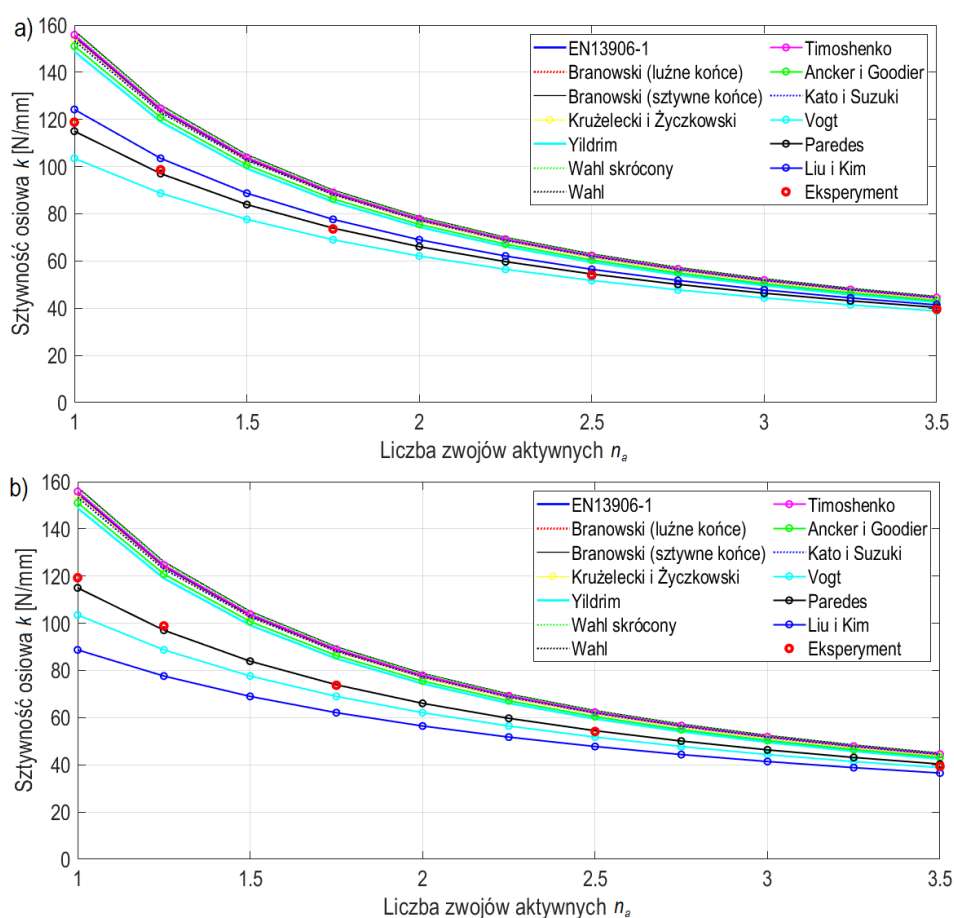 a)
Sztywność osiowa k [N/mm]
160
140
120
100
80
60
40
20
0
1
1.5
2
2.5
3
3.5
Liczba zwojów aktywnych nₐ
EN13906-1
Branowski (luźne końce)
Branowski (sztywne końce)
Krużelecki i Życzkowski
Yildrim
Wahl skrócony
Wahl
Timoshenko
Ancker i Goodier
Kato i Suzuki
Vogt
Paredes
Liu i Kim
Eksperyment
b)
Sztywność osiowa k [N/mm]
160
140
120
100
80
60
40
20
0
1
1.5
2
2.5
3
3.5
Liczba zwojów aktywnych nₐ
EN13906-1
Branowski (luźne końce)
Branowski (sztywne końce)
Krużelecki i Życzkowski
Yildrim
Wahl skrócony
Wahl
Timoshenko
Ancker i Goodier
Kato i Suzuki
Vogt
Paredes
Liu i Kim
Eksperyment